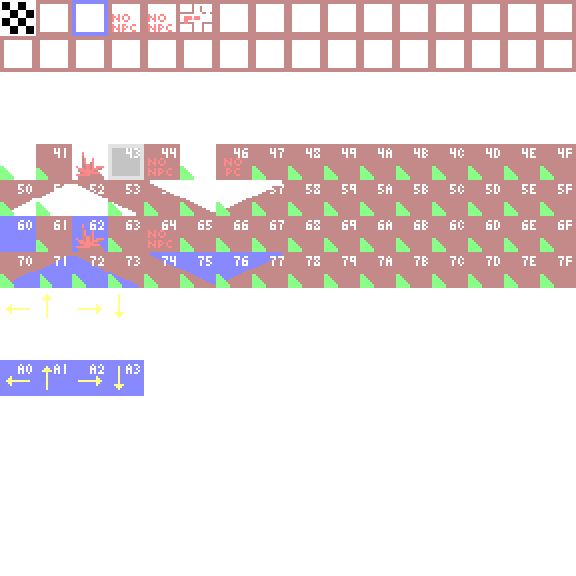 NO NO
NPC NPC
41 43 44 46 47 48 49 4A 4B 4C 4D 4E 4F
NO NO
NPC PC
50 52 53 57 58 59 5A 5B 5C 5D 5E 5F
60 61 62 63 64 65 66 67 68 69 6A 6B 6C 6D 6E 6F
NO
NPC
70 71 72 73 74 75 76 77 78 79 7A 7B 7C 7D 7E 7F
A0 A1 A2 A3